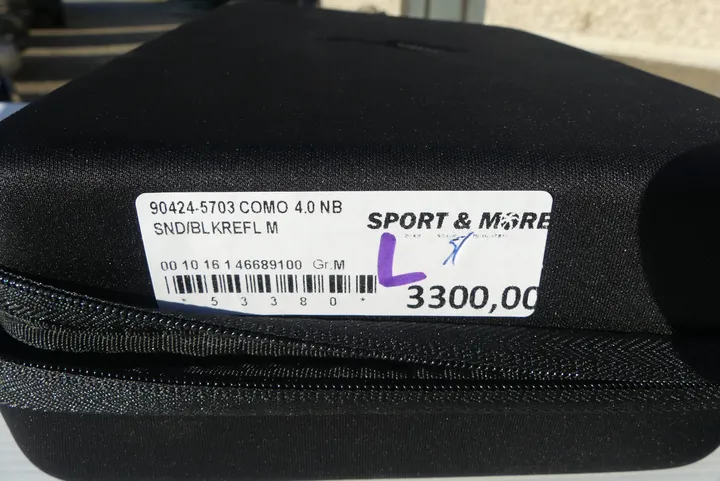 90424-5703 COMO 4.0 NB
SND/BLKREFL M
SPORT & MORE
L
00 10 16 1 46689100 Gr.M
* 5 3 3 8 0 *
3300,00